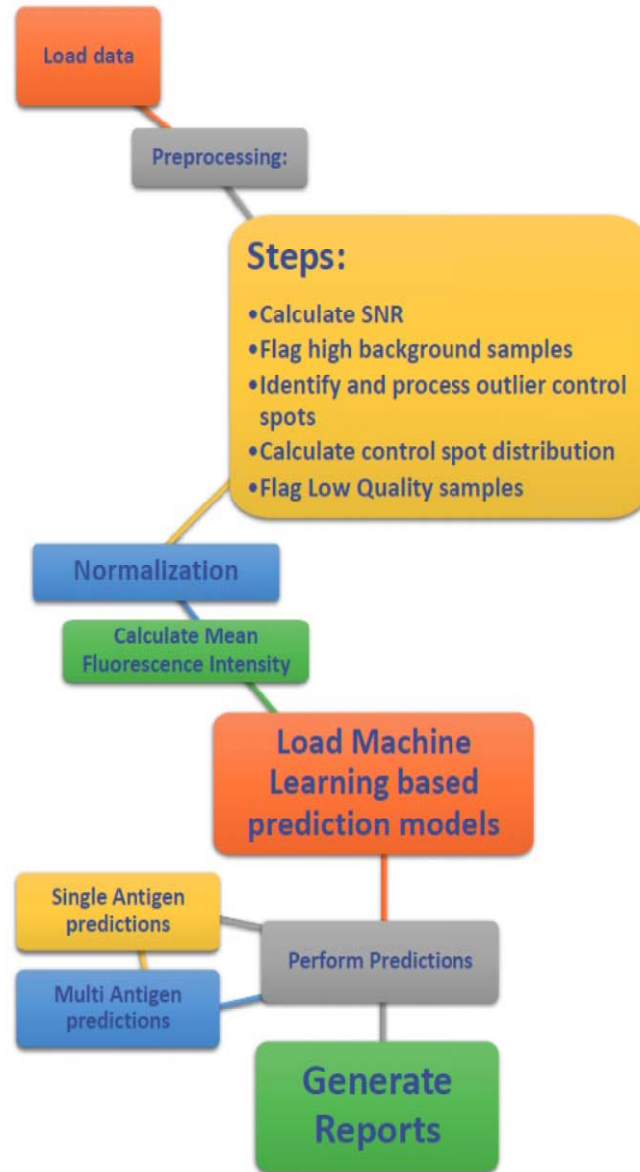 Load data
Preprocessing:
Steps:
•Calculate SNR
•Flag high background samples
•Identify and process outlier control
spots
•Calculate control spot distribution
•Flag Low Quality samples
Normalization
Calculate Mean
Fluorescence Intensity
Load Machine
Learning based
prediction models
Single Antigen
predictions
Perform Predictions
Multi Antigen
predictions
Generate
Reports